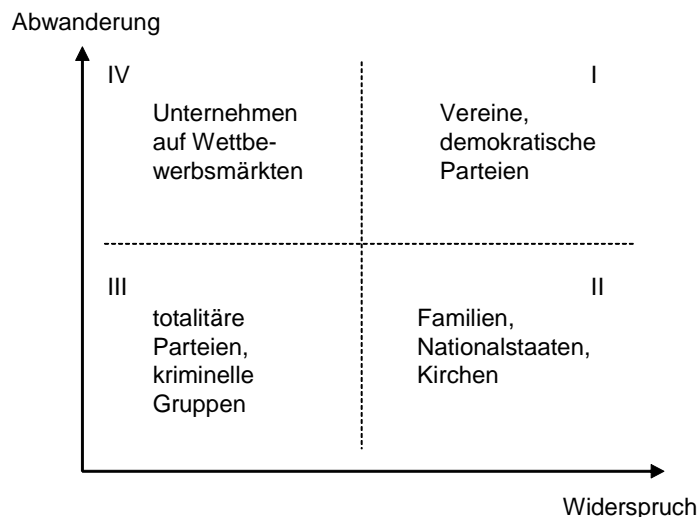 Abwanderung
IV
I
Unternehmen
auf Wettbe-
werbsmärkten
Vereine,
demokratische
Parteien
III
II
totalitäre
Parteien,
kriminelle
Gruppen
Familien,
Nationalstaaten,
Kirchen
Widerspruch